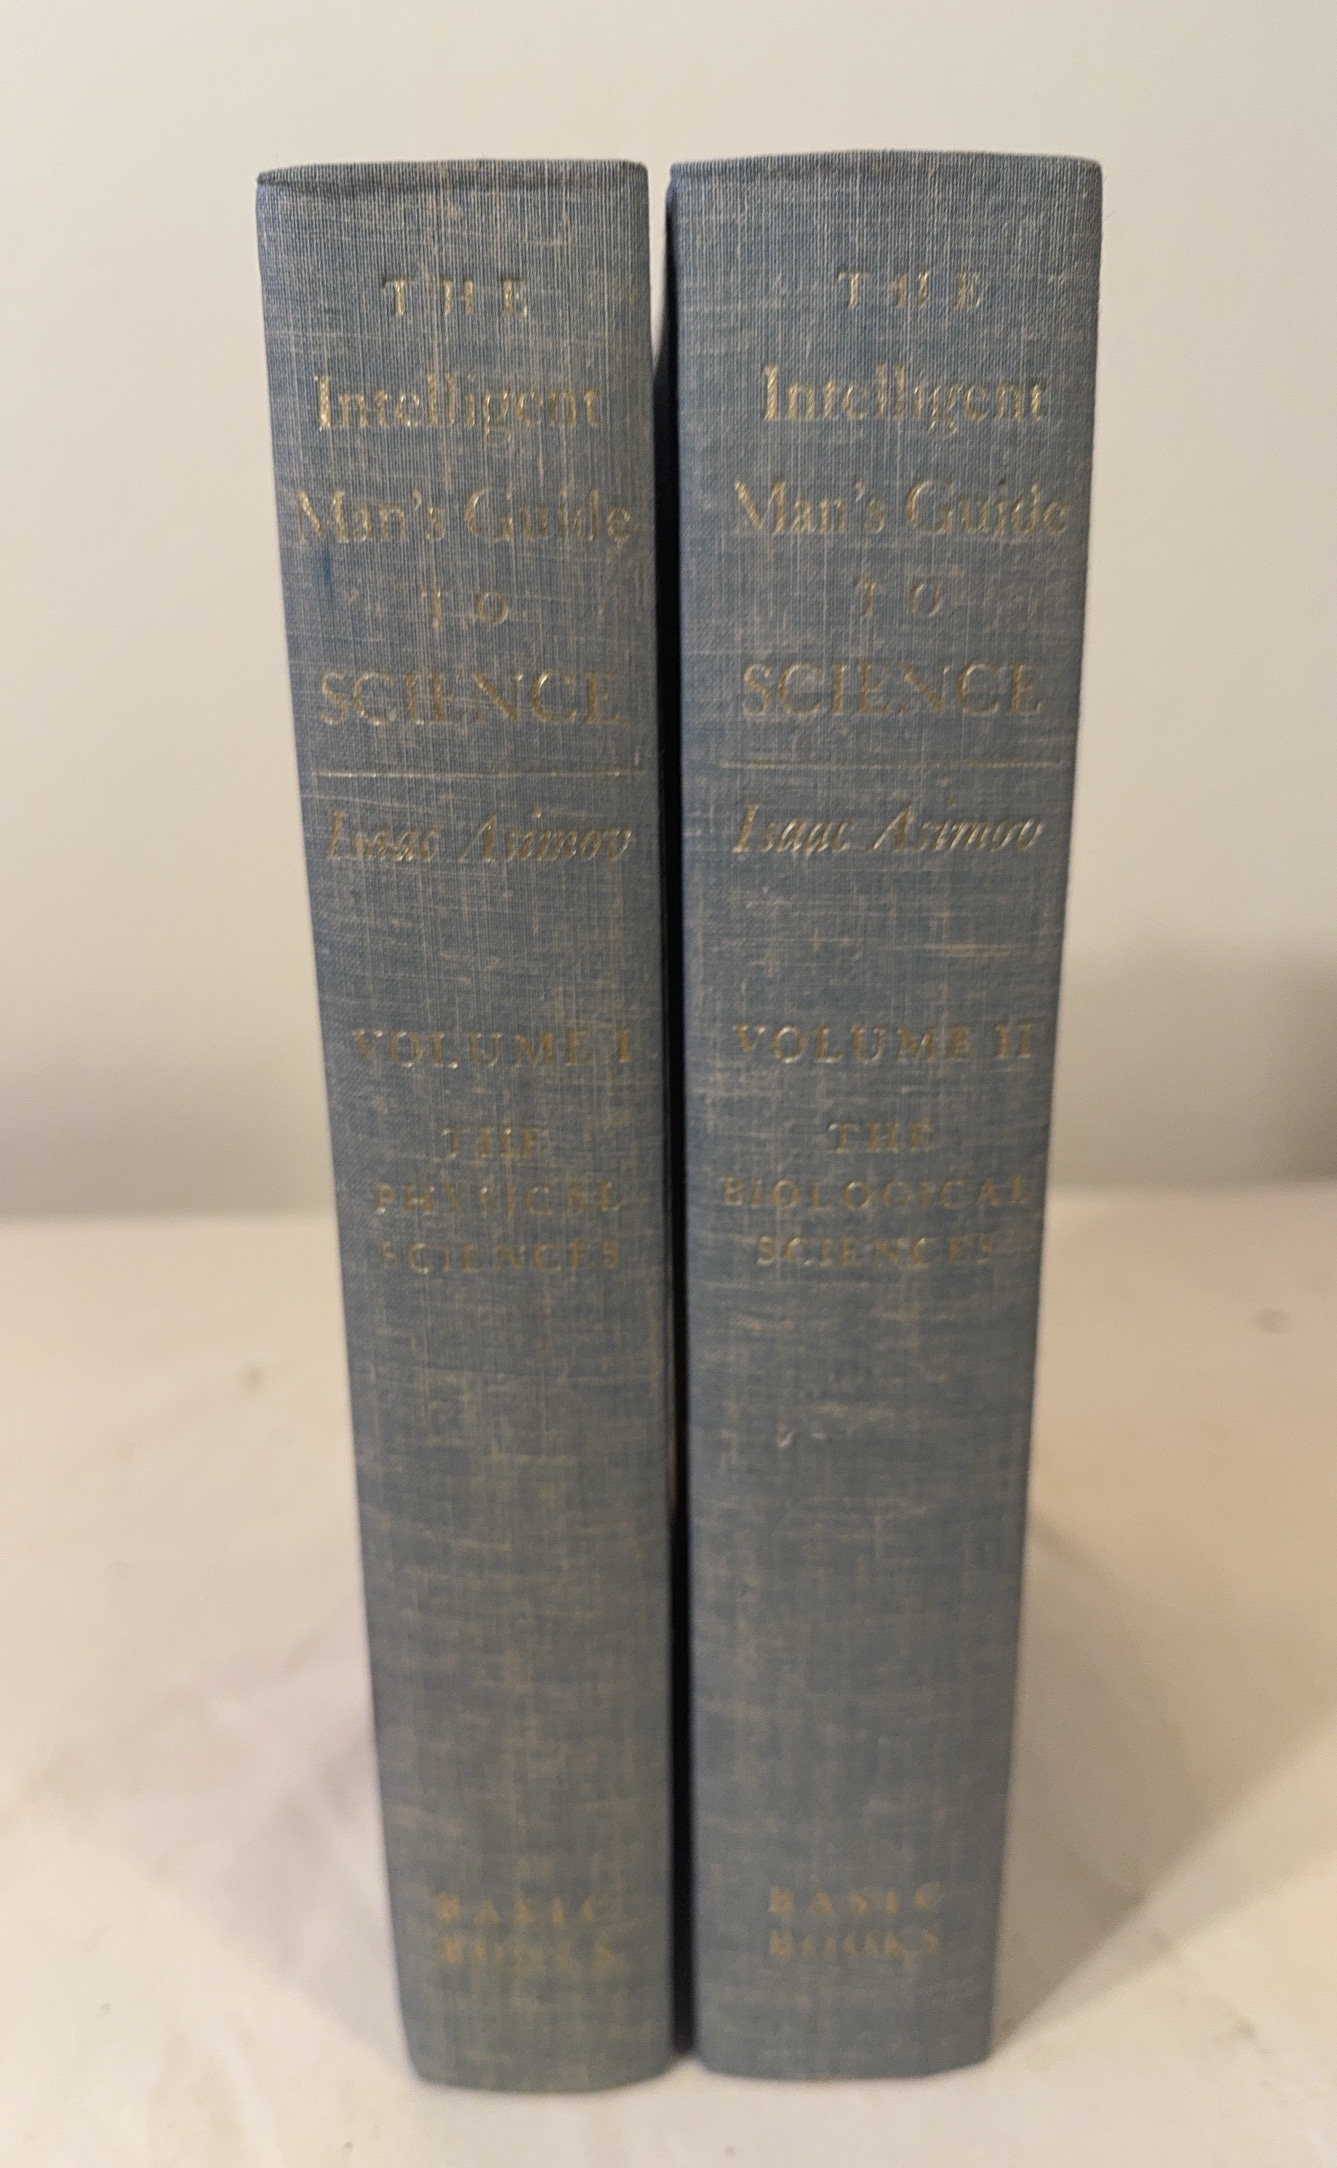 THE
Intelligent
Man's Guide
TO
SCIENCE
Isaac Asimov
VOLUME I
THE
PHYSICAL
SCIENCES
BASIC
BOOKS
THE
Intelligent
Man's Guide
TO
SCIENCE
Isaac Asimov
VOLUME II
THE
BIOLOGICAL
SCIENCES
BASIC
BOOKS